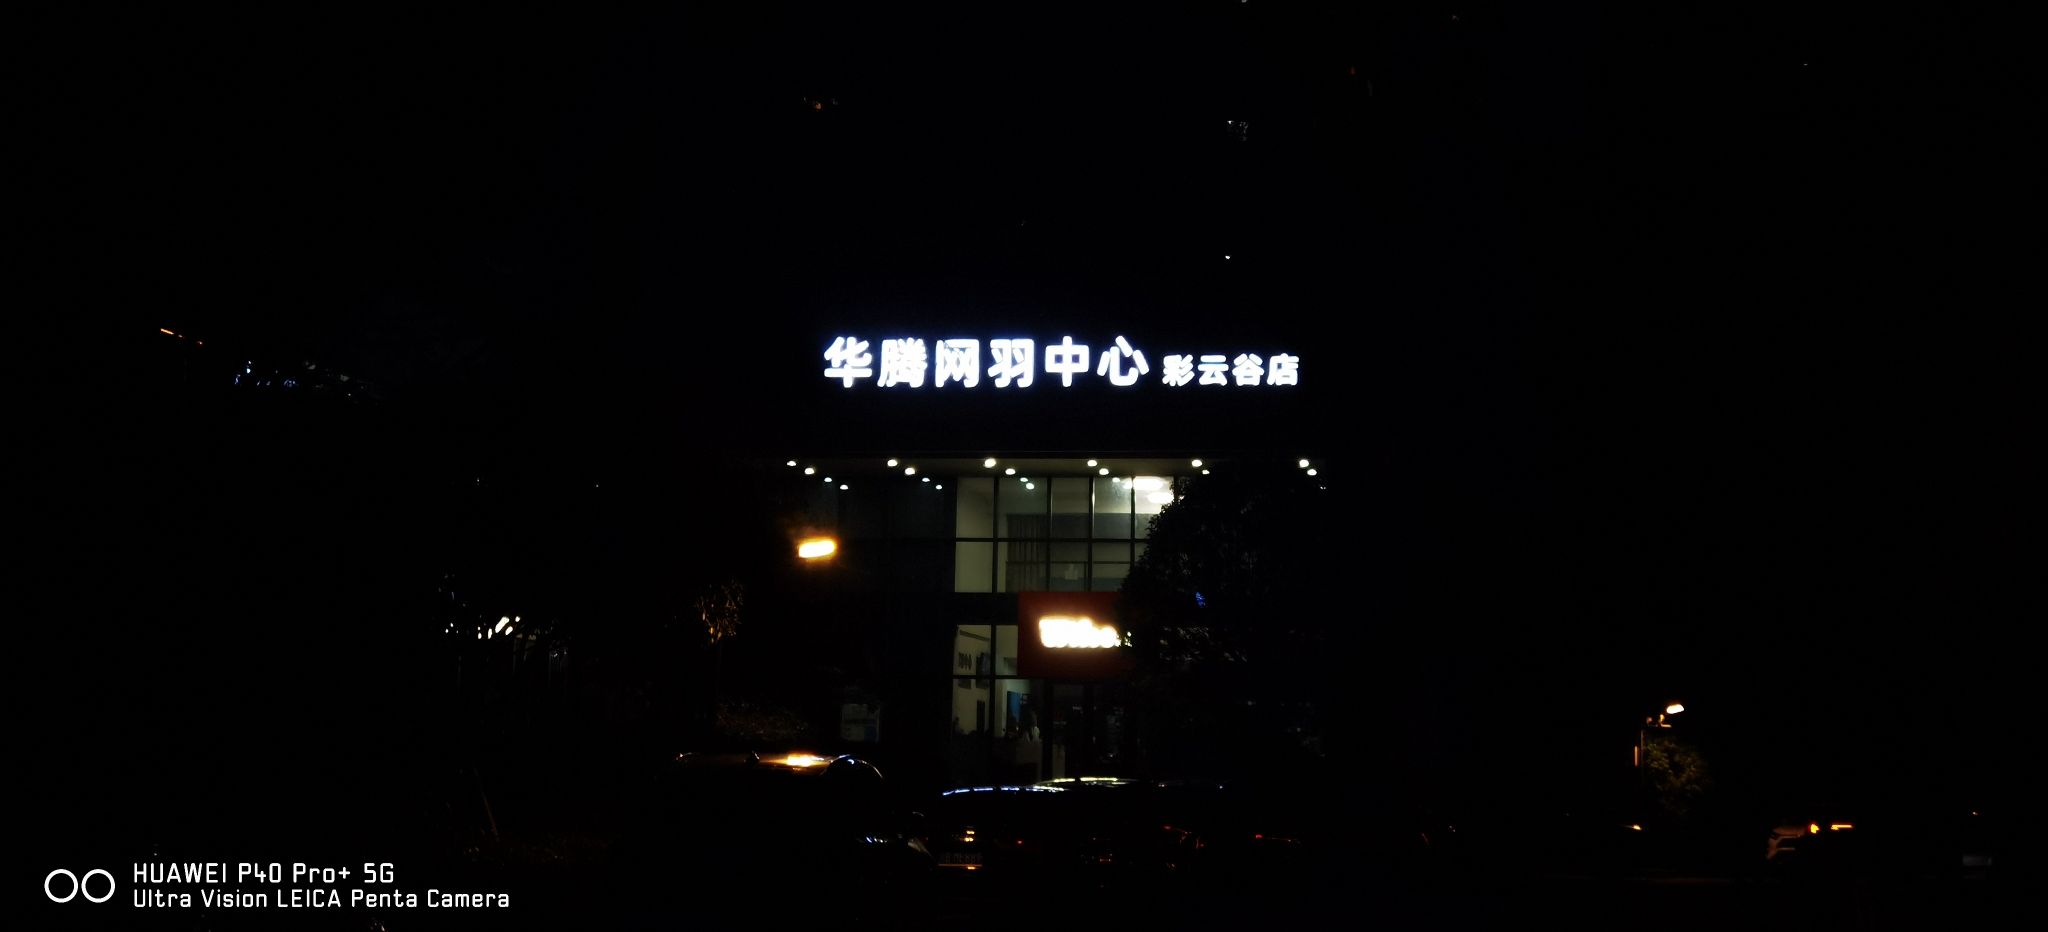 华腾网羽中心 彩云谷店
HUAWEI P40 Pro+ 5G
Ultra Vision LEICA Penta Camera